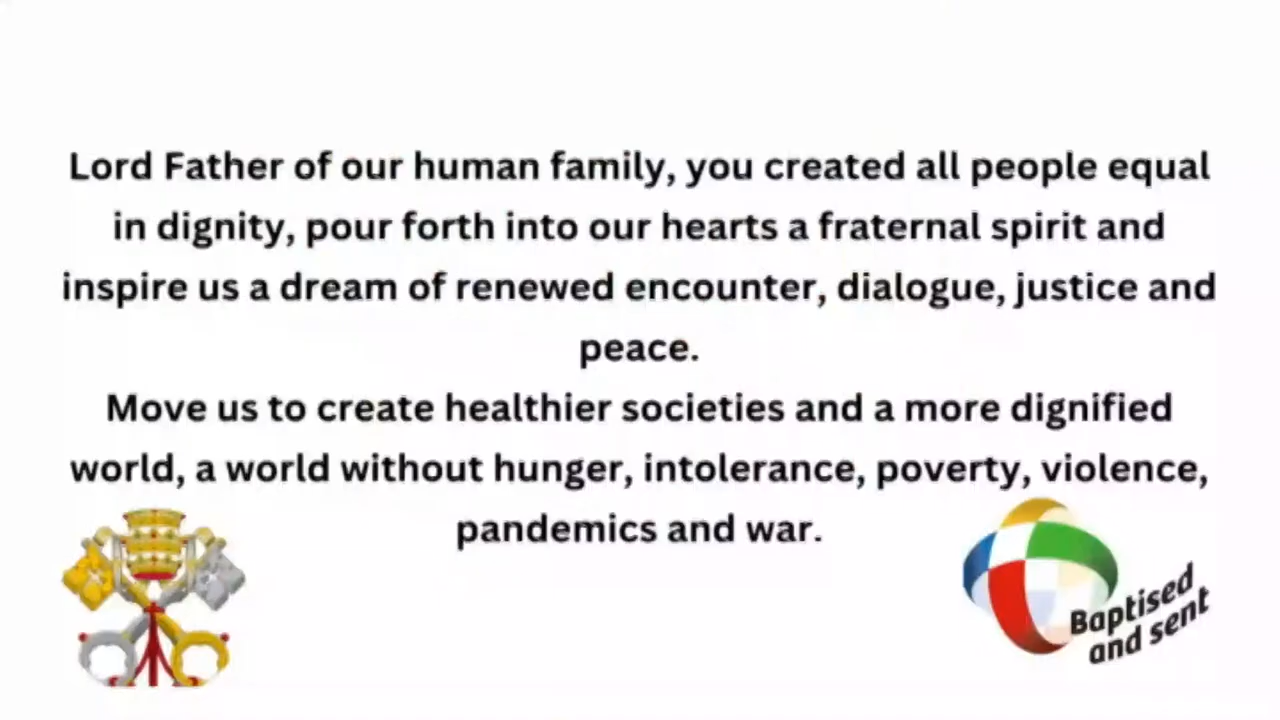 Lord Father of our human family, you created all people equal
in dignity, pour forth into our hearts a fraternal spirit and
inspire us a dream of renewed encounter, dialogue, justice and
peace.
Move us to create healthier societies and a more dignified
world, a world without hunger, intolerance, poverty, violence,
pandemics and war.
Baptised
and sent